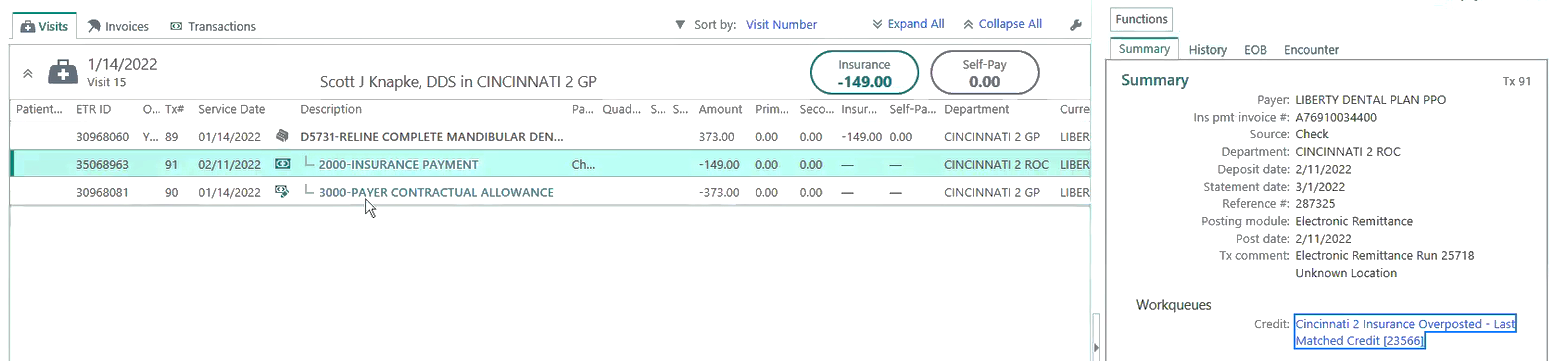 Visits Invoices Transactions Sort by: Visit Number Expand All Collapse All
1/14/2022
Visit 15
Scott J Knapke, DDS in CINCINNATI 2 GP
Insurance
-149.00
Self-Pay
0.00
Patient... ETR ID O... Tx# Service Date Description Pa... Quad... S... S... Amount Prim... Seco... Insur... Self-Pa... Department Curre
30968060 Y... 89 01/14/2022 D5731-RELINE COMPLETE MANDIBULAR DEN... 373.00 0.00 0.00 -149.00 0.00 CINCINNATI 2 GP LIBER
35068963 91 02/11/2022 2000-INSURANCE PAYMENT Ch... -149.00 0.00 0.00 — — CINCINNATI 2 ROC LIBER
30968081 90 01/14/2022 3000-PAYER CONTRACTUAL ALLOWANCE -373.00 0.00 0.00 — — CINCINNATI 2 GP LIBER
Functions
Summary History EOB Encounter
Summary Tx 91
Payer: LIBERTY DENTAL PLAN PPO
Ins pmt invoice #: A76910034400
Source: Check
Department: CINCINNATI 2 ROC
Deposit date: 2/11/2022
Statement date: 3/1/2022
Reference #: 287325
Posting module: Electronic Remittance
Post date: 2/11/2022
Tx comment: Electronic Remittance Run 25718
Unknown Location
Workqueues
Credit: Cincinnati 2 Insurance Overposted - Last
Matched Credit [23566]